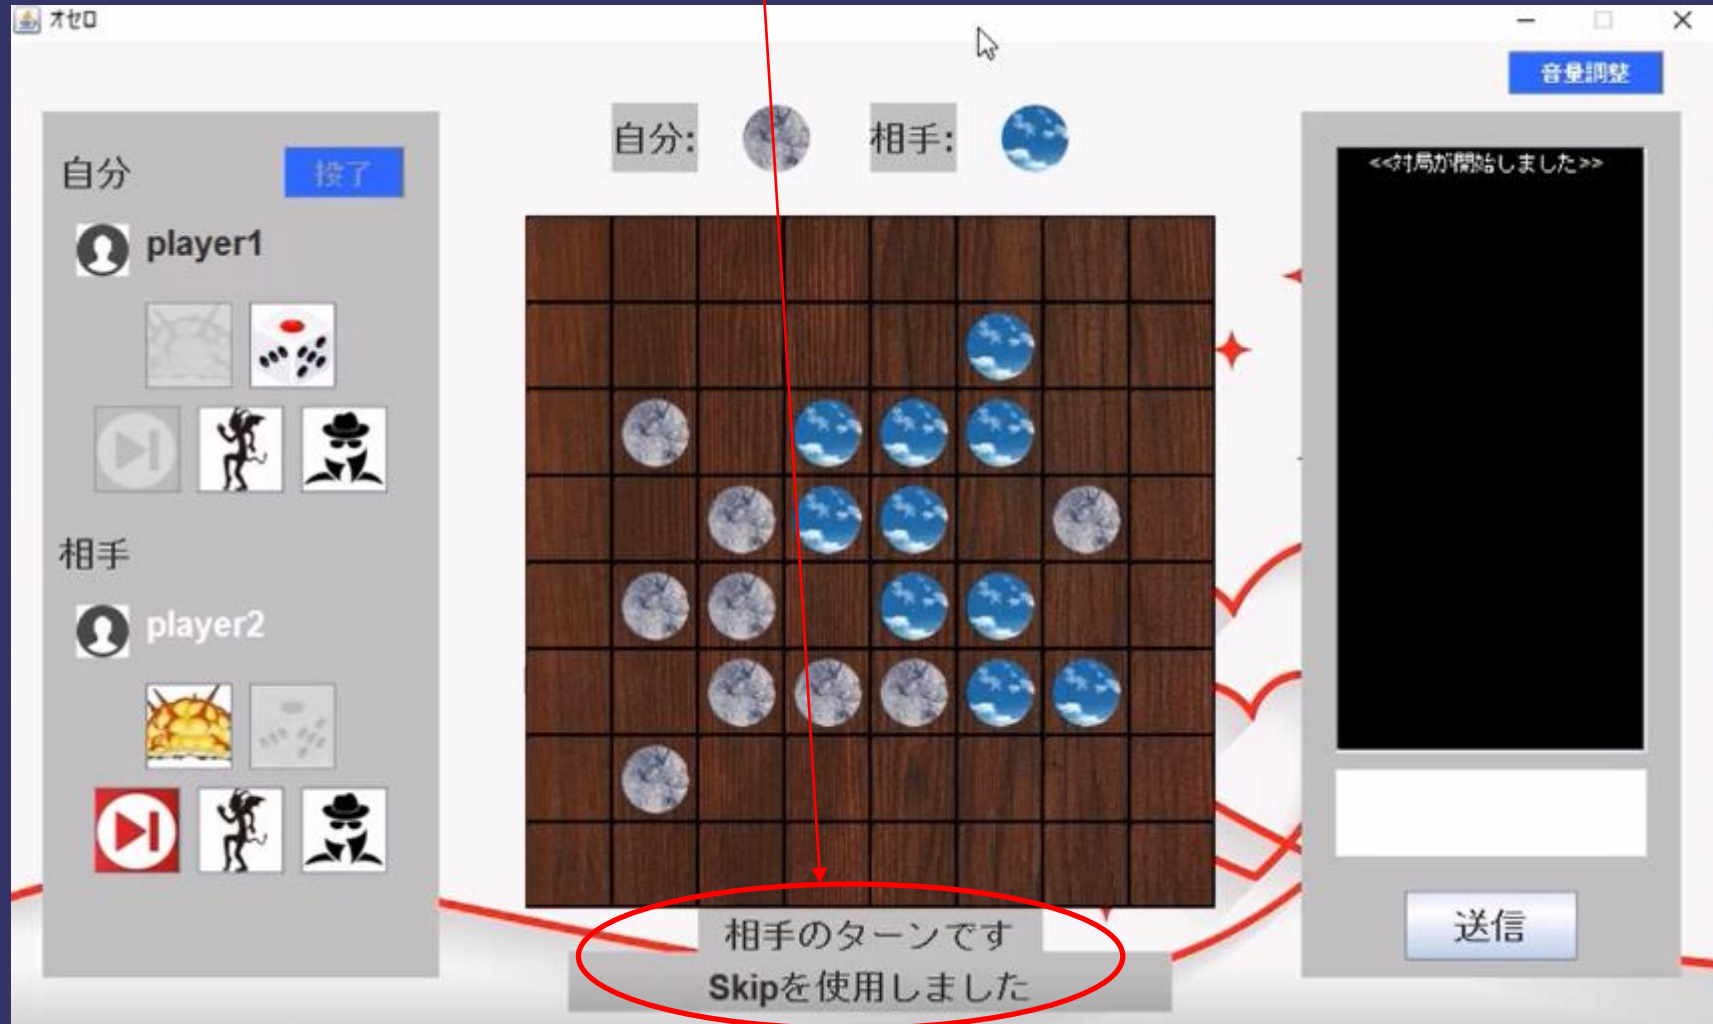 オセロ
音量調整
自分:
相手:
自分
投了
player1
相手
player2
<<対局が開始しました>>
送信
相手のターンです
Skipを使用しました